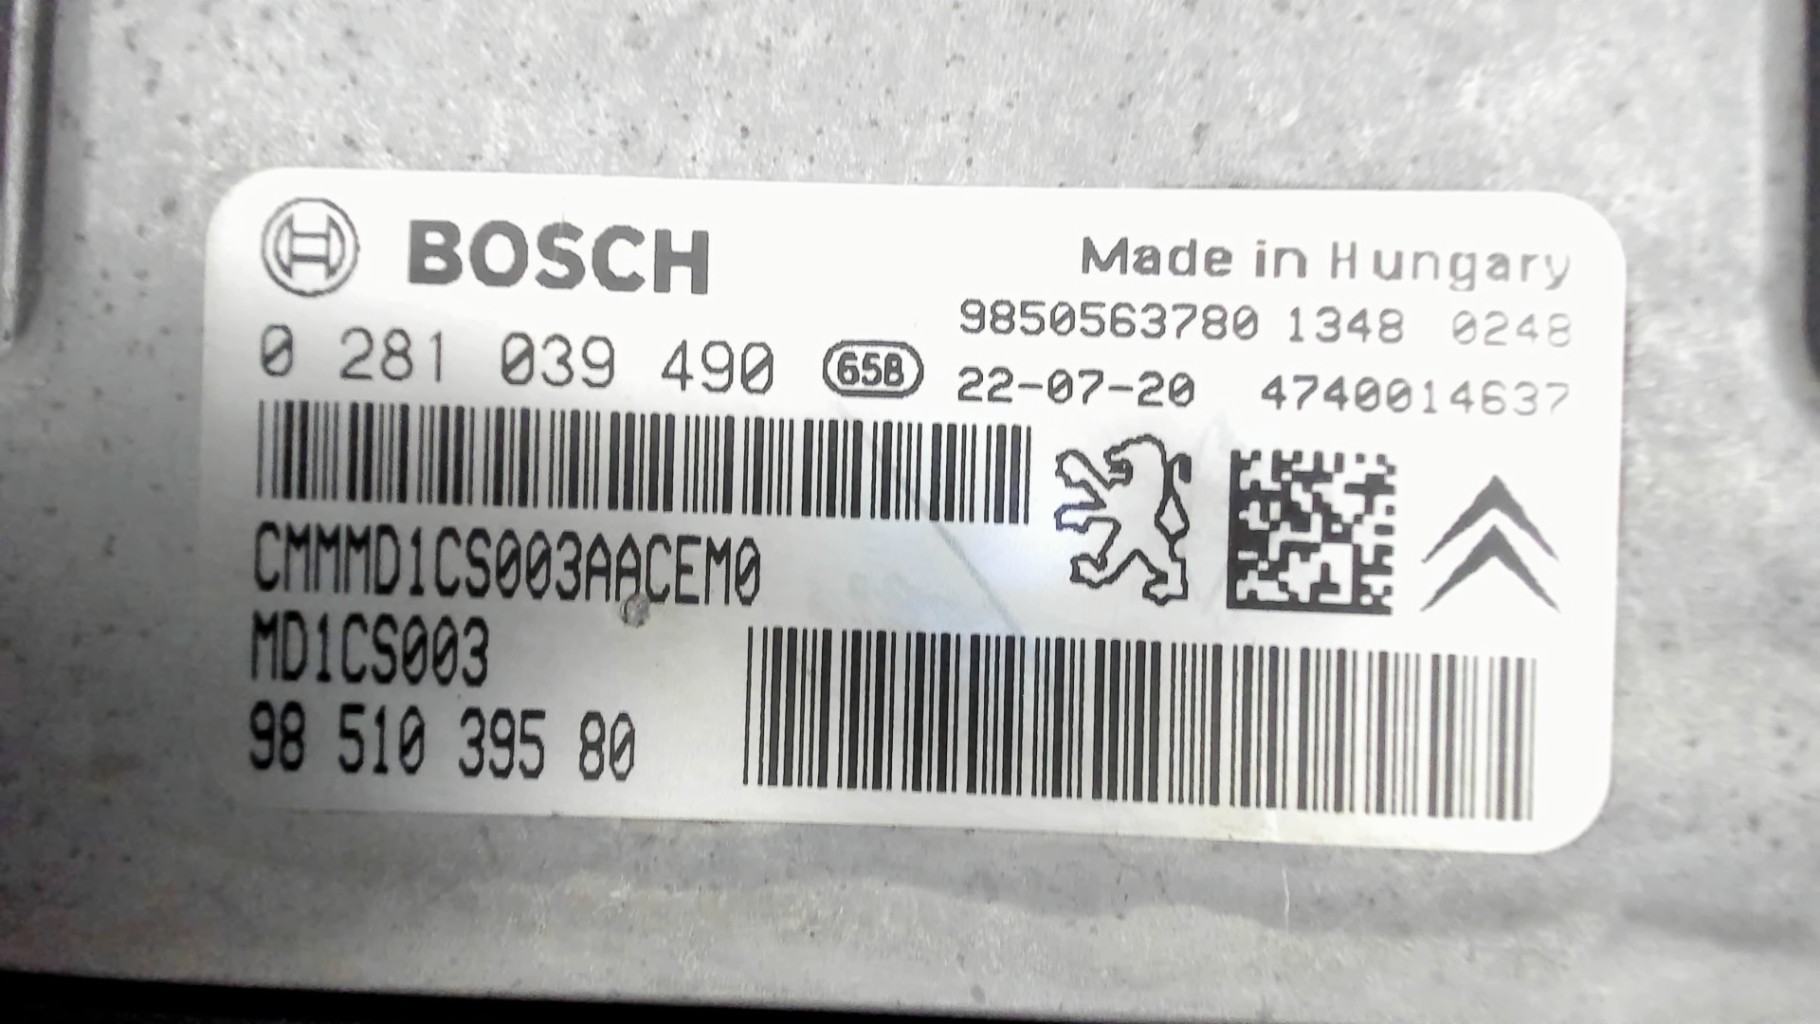 BOSCH
Made in Hungary
9850563780 1348 0248
0 281 039 490 65B 22-07-20 4740014637
CMMMD1CS003AACEM0
MD1CS003
98 510 395 80